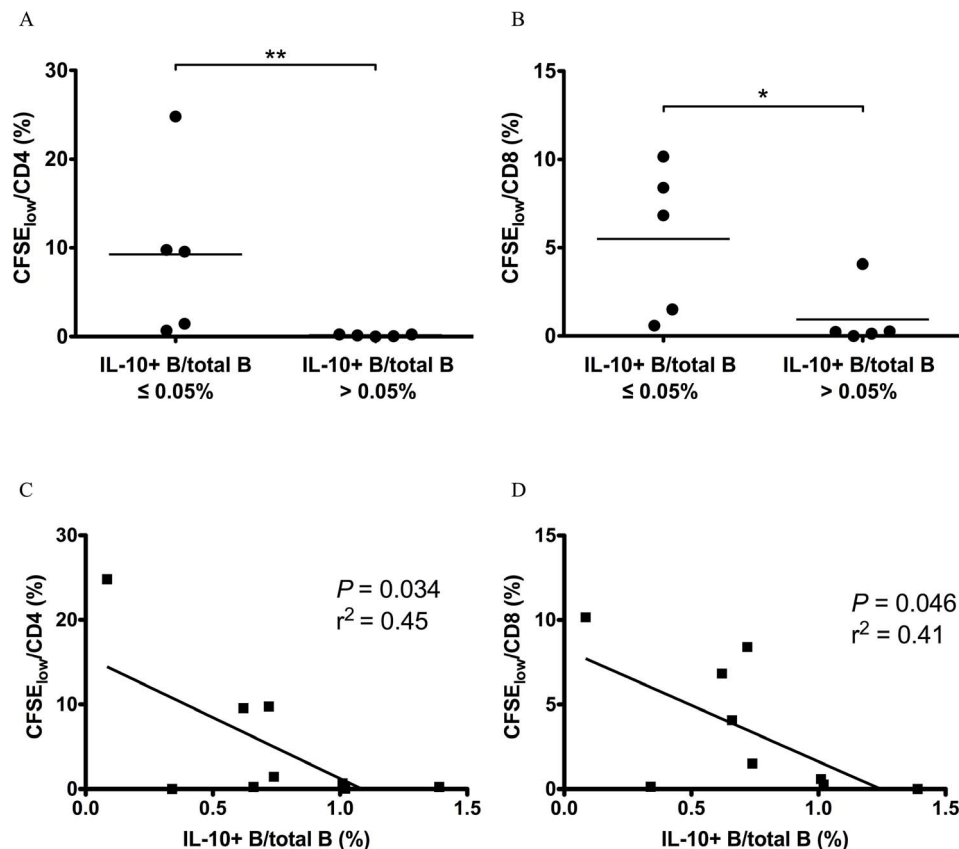 A
CFSElow/CD4 (%)
30
20
10
0
**
IL-10+ B/total B
≤ 0.05%
IL-10+ B/total B
> 0.05%
B
CFSElow/CD8 (%)
15
10
5
0
*
IL-10+ B/total B
≤ 0.05%
IL-10+ B/total B
> 0.05%
C
CFSElow/CD4 (%)
30
20
10
0
P = 0.034
r² = 0.45
0.0 0.5 1.0 1.5
IL-10+ B/total B (%)
D
CFSElow/CD8 (%)
15
10
5
0
P = 0.046
r² = 0.41
0.0 0.5 1.0 1.5
IL-10+ B/total B (%)